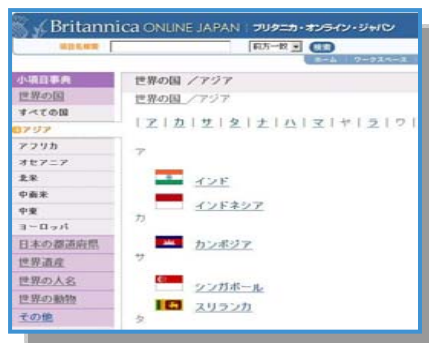 Britannica ONLINE JAPAN | ブリタニカ・オンライン・ジャパン
項目名検索 前方一致 検索
ホーム ワークスペース
小項目事典
世界の国
すべての国
アジア
アフリカ
オセアニア
北米
中南米
中東
ヨーロッパ
日本の都道府県
世界遺産
世界の人名
世界の動物
その他
世界の国 /アジア
世界の国 /アジア
| ア | カ | サ | タ | ナ | ハ | マ | ヤ | ラ | ワ |
ア
インド
インドネシア
カ
カンボジア
サ
シンガポール
スリランカ
タ